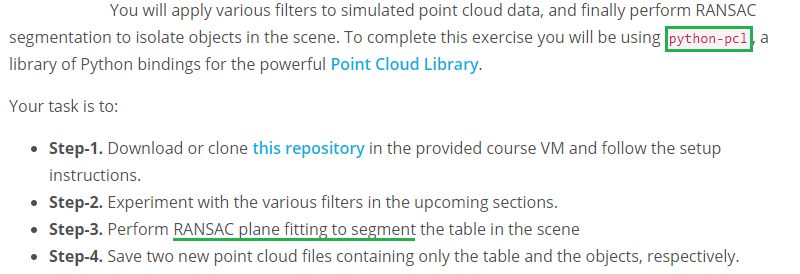 You will apply various filters to simulated point cloud data, and finally perform RANSAC
segmentation to isolate objects in the scene. To complete this exercise you will be using python-pcl, a
library of Python bindings for the powerful Point Cloud Library.
Your task is to:
• Step-1. Download or clone this repository in the provided course VM and follow the setup
instructions.
• Step-2. Experiment with the various filters in the upcoming sections.
• Step-3. Perform RANSAC plane fitting to segment the table in the scene
• Step-4. Save two new point cloud files containing only the table and the objects, respectively.